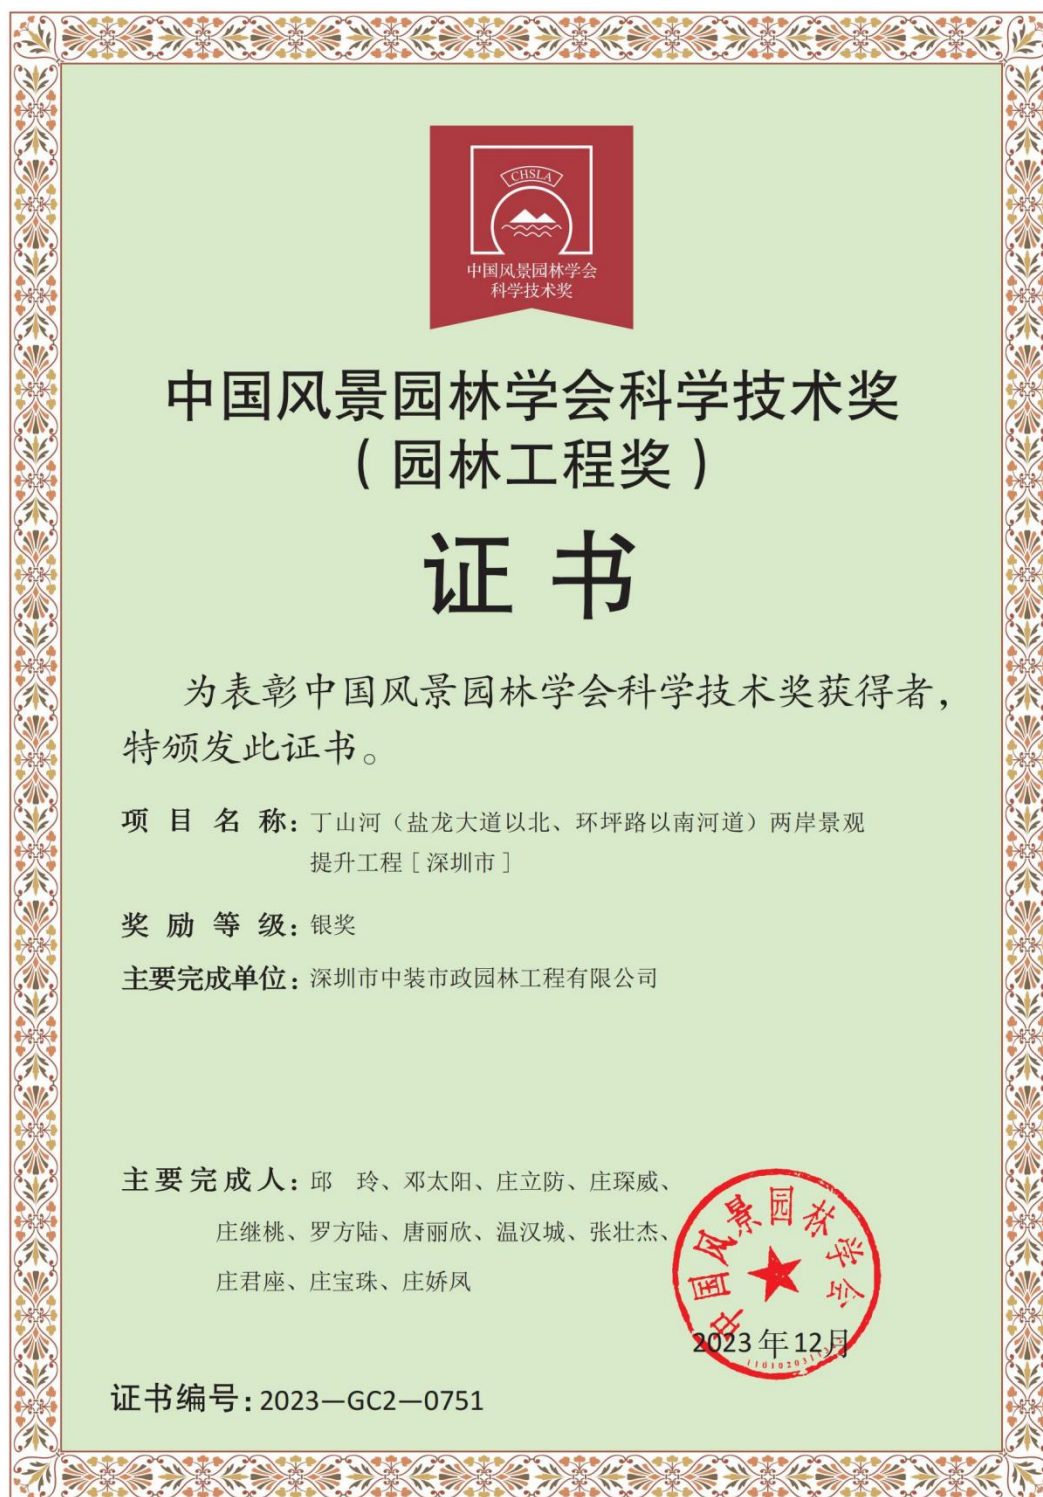 CHSLA
中国风景园林学会
科学技术奖
中国风景园林学会科学技术奖
（园林工程奖）
证书
为表彰中国风景园林学会科学技术奖获得者，
特颁发此证书。
项目名称：丁山河（盐龙大道以北、环坪路以南河道）两岸景观
提升工程［深圳市］
奖励等级：银奖
主要完成单位：深圳市中装市政园林工程有限公司
主要完成人：邱　玲、邓太阳、庄立防、庄琛威、
庄继桃、罗方陆、唐丽欣、温汉城、张壮杰、
庄君座、庄宝珠、庄娇凤
中国风景园林学会
2023年12月
证书编号：2023—GC2—0751